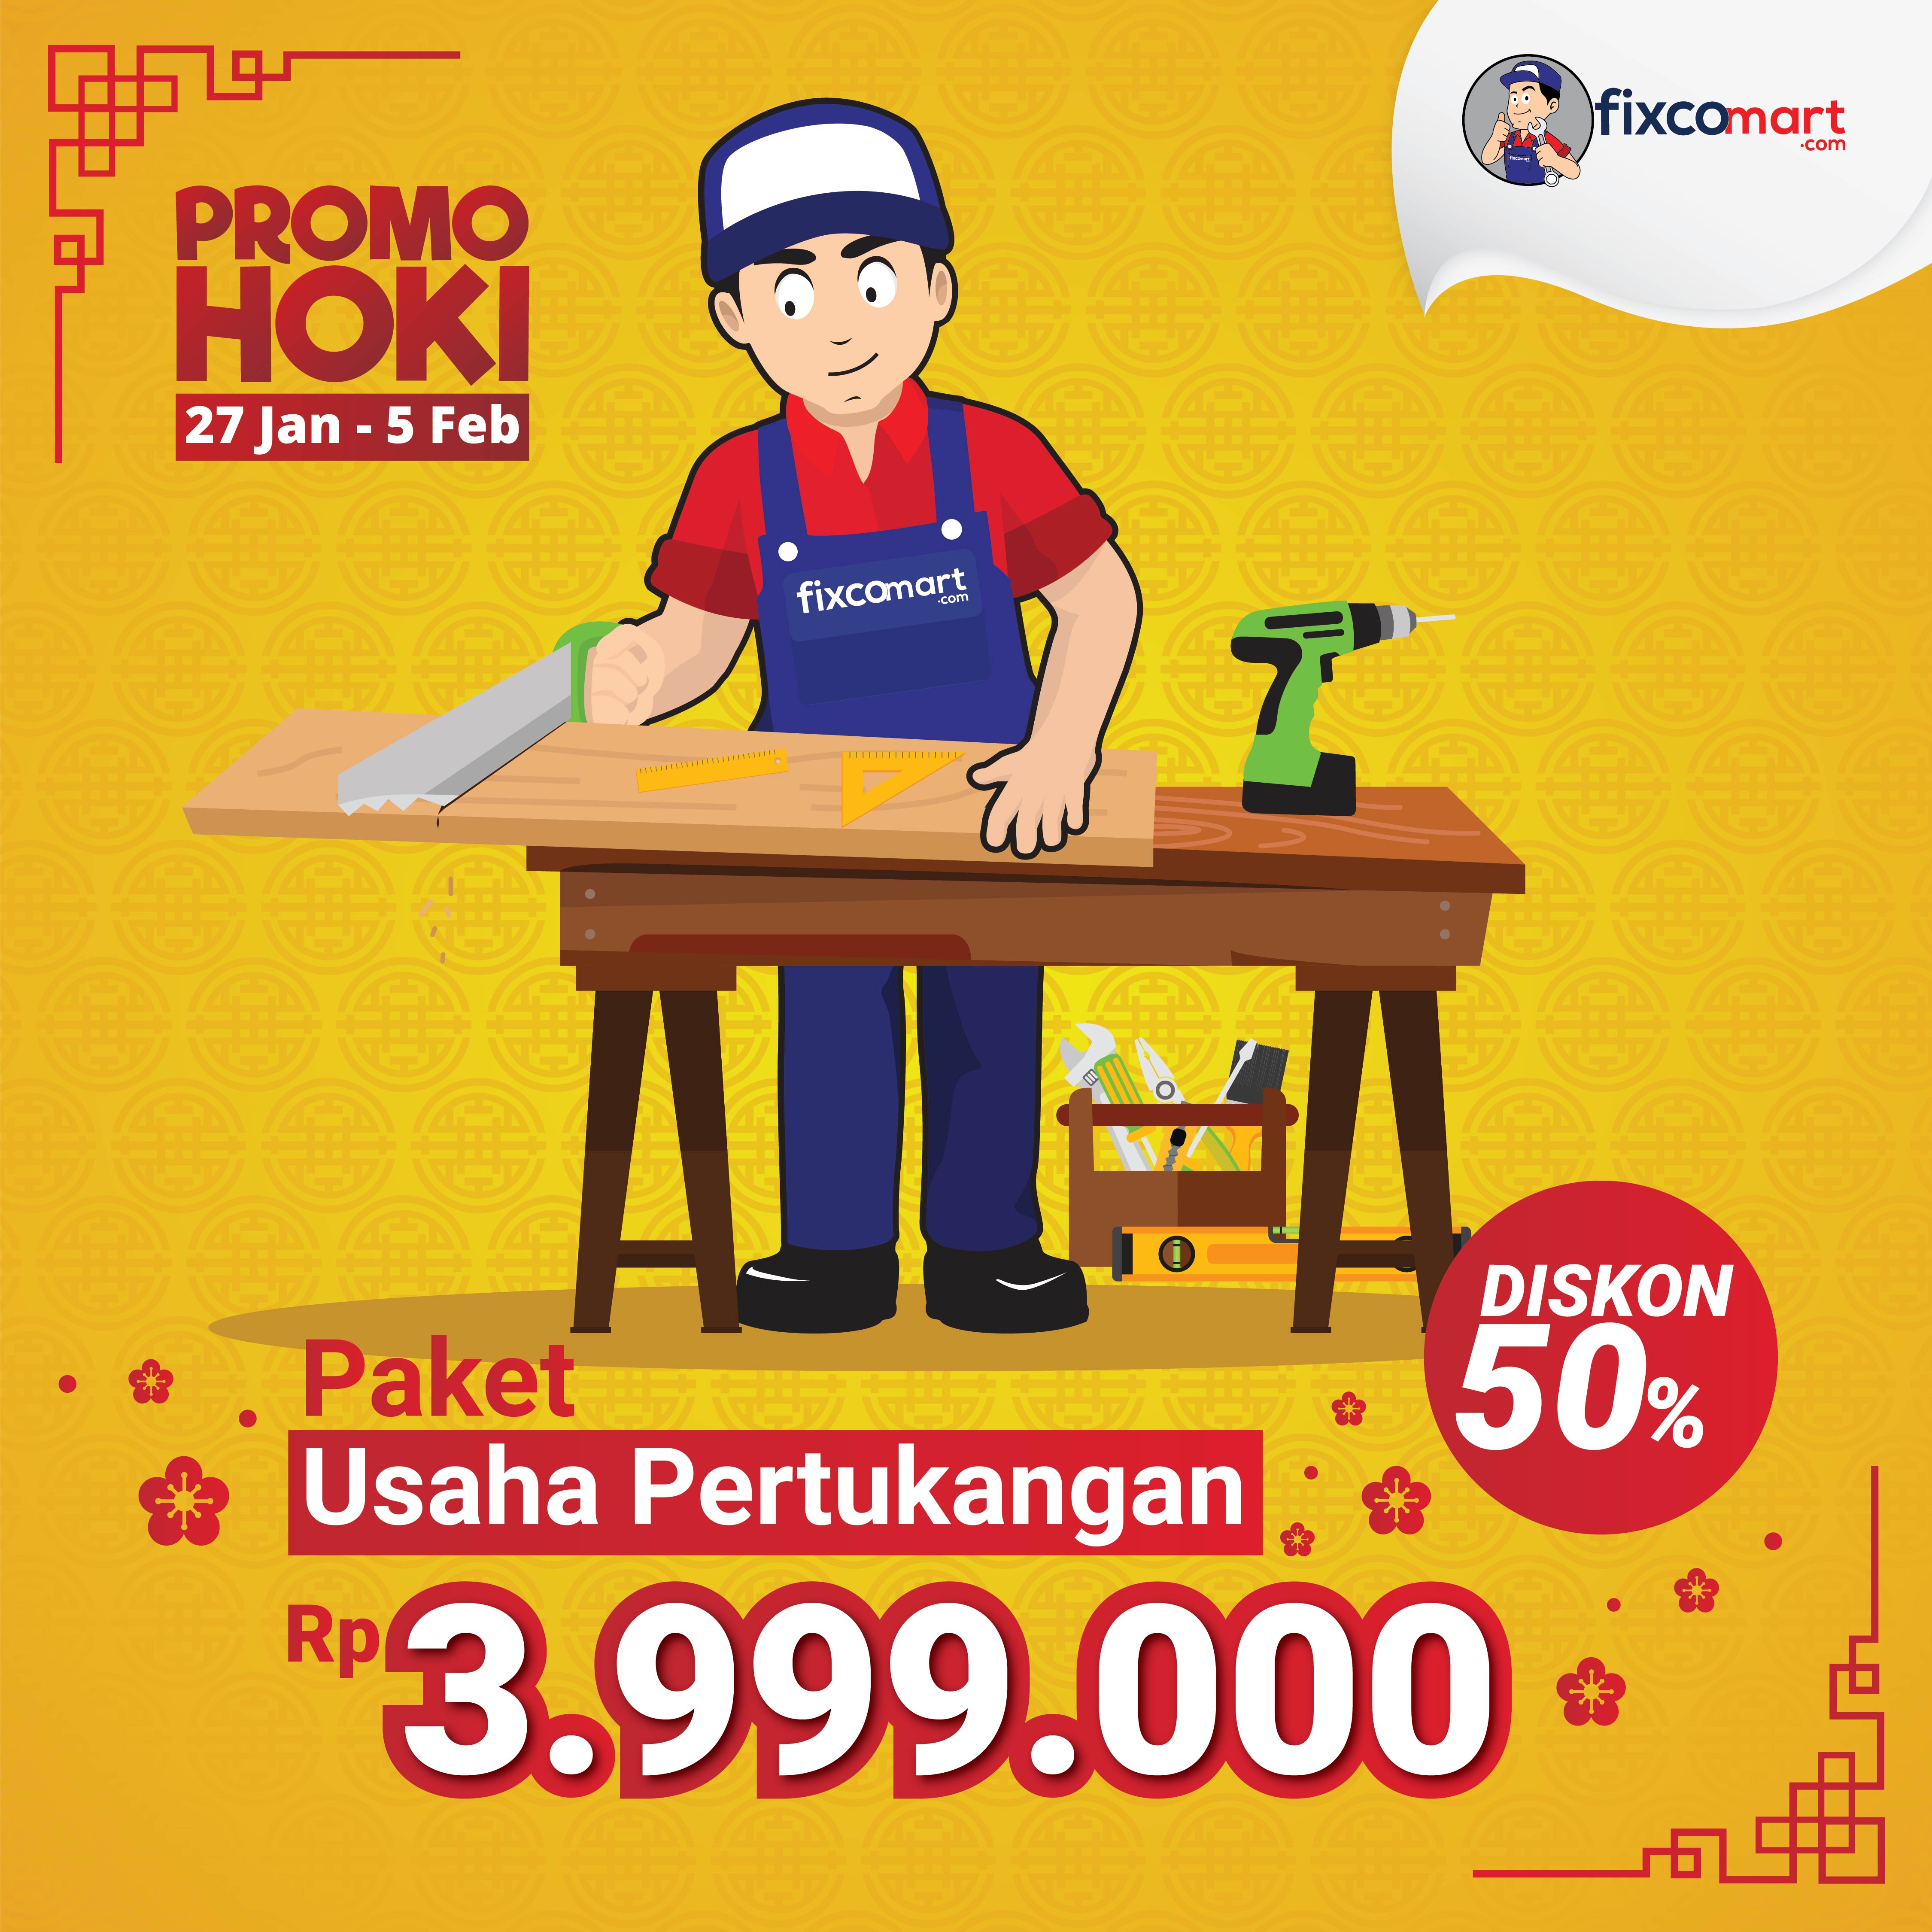 fixcomart
.com
PROMO
HOKI
27 Jan - 5 Feb
fixcomart
.com
DISKON
50%
Paket
Usaha Pertukangan
Rp 3.999.000